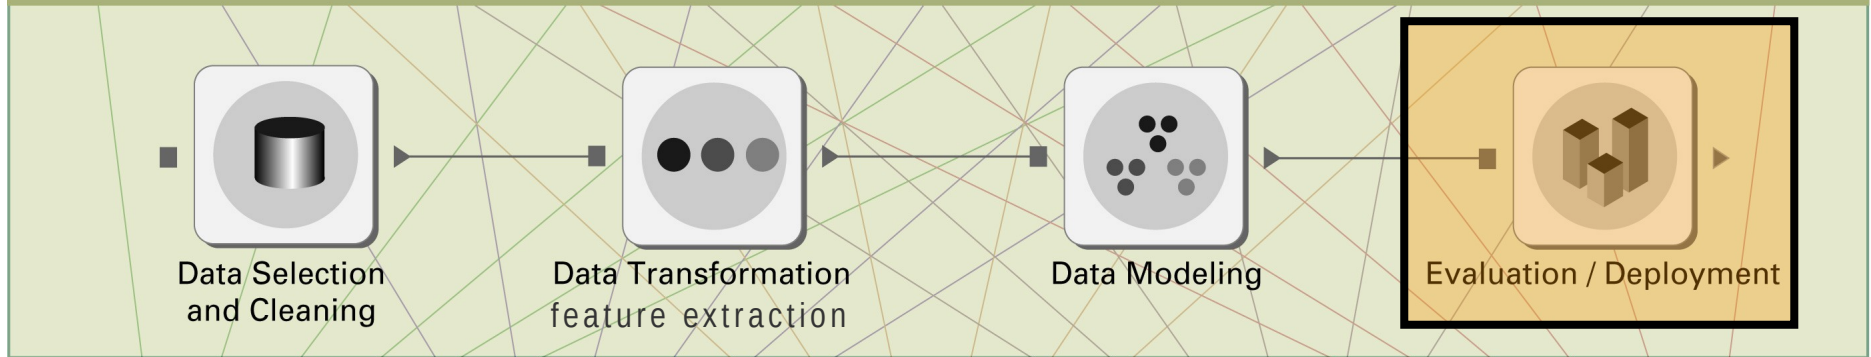 Data Selection
and Cleaning
Data Transformation
feature extraction
Data Modeling
Evaluation / Deployment